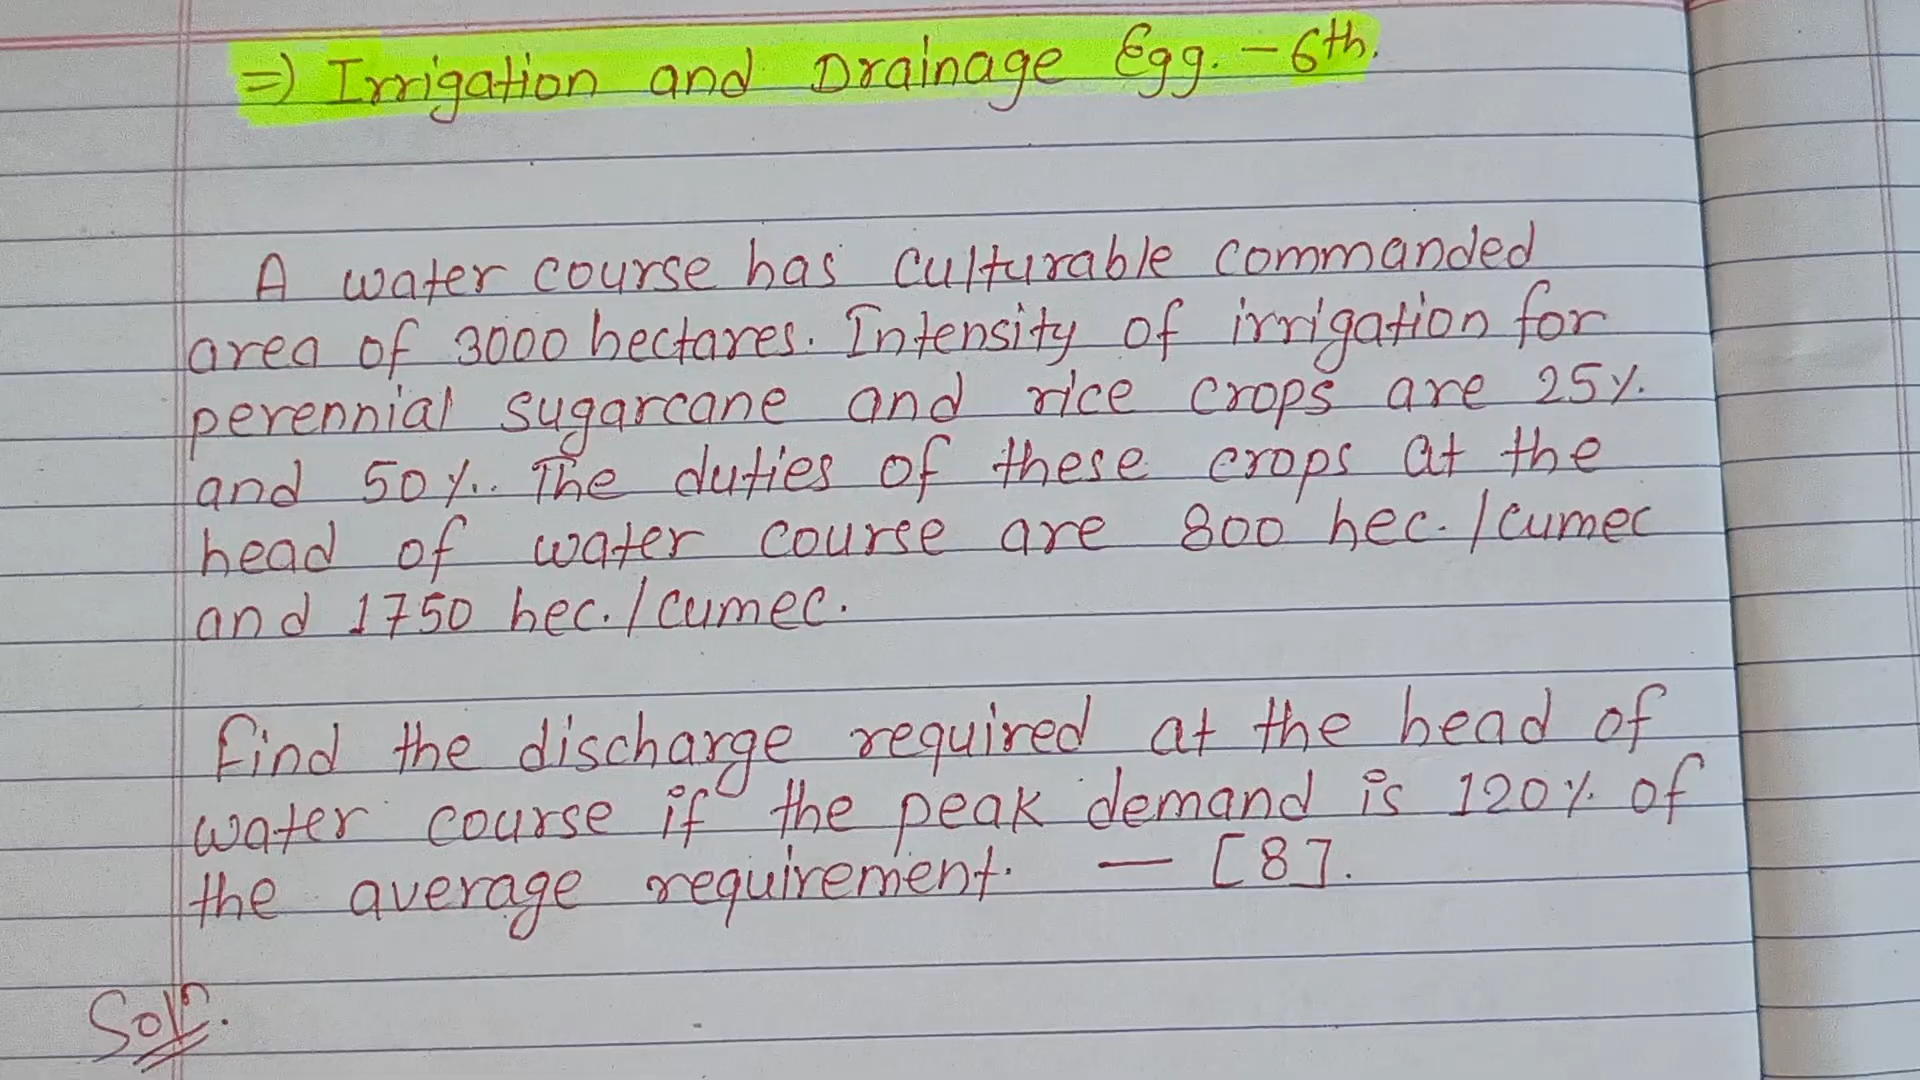 ⇒ Irrigation and Drainage Egg. - 6th.
A water course has culturable commanded
area of 3000 hectares. Intensity of irrigation for
perennial sugarcane and rice crops are 25%
and 50%. The duties of these crops at the
head of water course are 800 hec./cumec
and 1750 hec./cumec.
find the discharge required at the head of
water course if the peak demand is 120% of
the average requirement. — [8].
Soln.